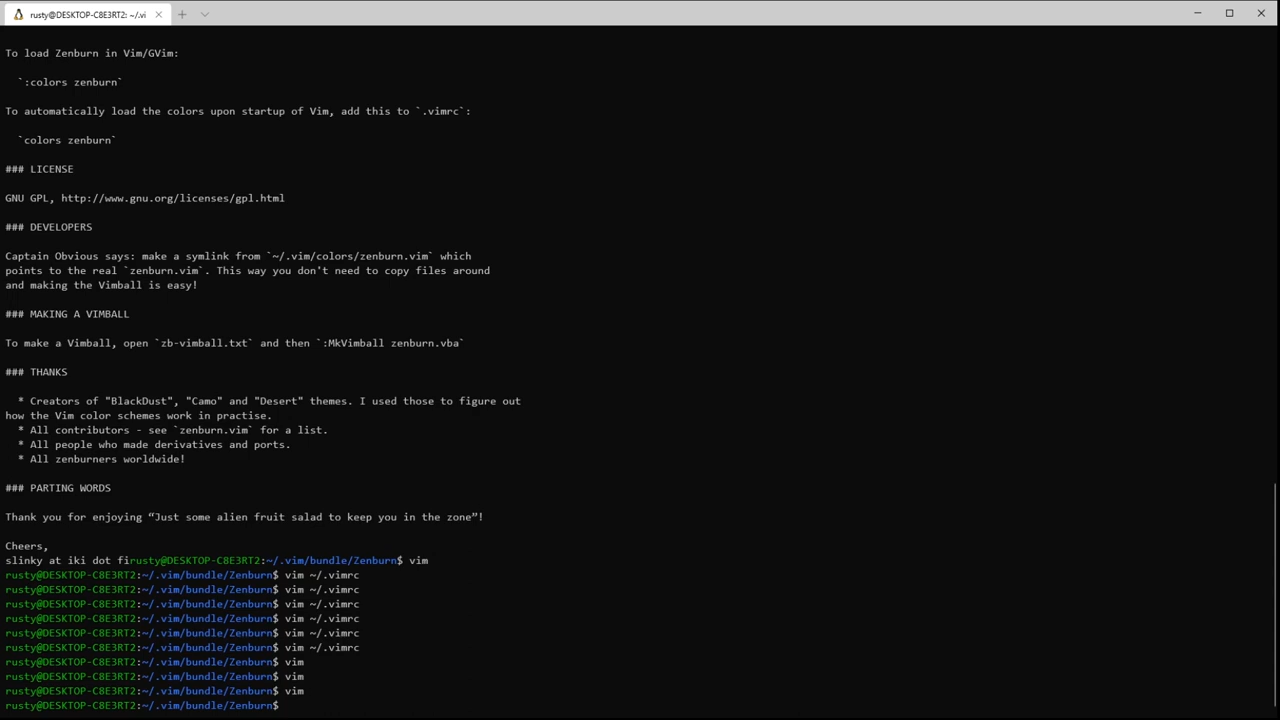 rusty@DESKTOP-C8E3RT2: ~/.vi
To load Zenburn in Vim/GVim:
`:colors zenburn`
To automatically load the colors upon startup of Vim, add this to `.vimrc`:
`colors zenburn`
### LICENSE
GNU GPL, http://www.gnu.org/licenses/gpl.html
### DEVELOPERS
Captain Obvious says: make a symlink from `~/.vim/colors/zenburn.vim` which
points to the real `zenburn.vim`. This way you don't need to copy files around
and making the Vimball is easy!
### MAKING A VIMBALL
To make a Vimball, open `zb-vimball.txt` and then `:MkVimball zenburn.vba`
### THANKS
* Creators of "BlackDust", "Camo" and "Desert" themes. I used those to figure out
how the Vim color schemes work in practise.
* All contributors - see `zenburn.vim` for a list.
* All people who made derivatives and ports.
* All zenburners worldwide!
### PARTING WORDS
Thank you for enjoying “Just some alien fruit salad to keep you in the zone”!
Cheers,
slinky at iki dot firusty@DESKTOP-C8E3RT2:~/.vim/bundle/Zenburn$ vim
rusty@DESKTOP-C8E3RT2:~/.vim/bundle/Zenburn$ vim ~/.vimrc
rusty@DESKTOP-C8E3RT2:~/.vim/bundle/Zenburn$ vim ~/.vimrc
rusty@DESKTOP-C8E3RT2:~/.vim/bundle/Zenburn$ vim ~/.vimrc
rusty@DESKTOP-C8E3RT2:~/.vim/bundle/Zenburn$ vim ~/.vimrc
rusty@DESKTOP-C8E3RT2:~/.vim/bundle/Zenburn$ vim ~/.vimrc
rusty@DESKTOP-C8E3RT2:~/.vim/bundle/Zenburn$ vim ~/.vimrc
rusty@DESKTOP-C8E3RT2:~/.vim/bundle/Zenburn$ vim
rusty@DESKTOP-C8E3RT2:~/.vim/bundle/Zenburn$ vim
rusty@DESKTOP-C8E3RT2:~/.vim/bundle/Zenburn$ vim
rusty@DESKTOP-C8E3RT2:~/.vim/bundle/Zenburn$